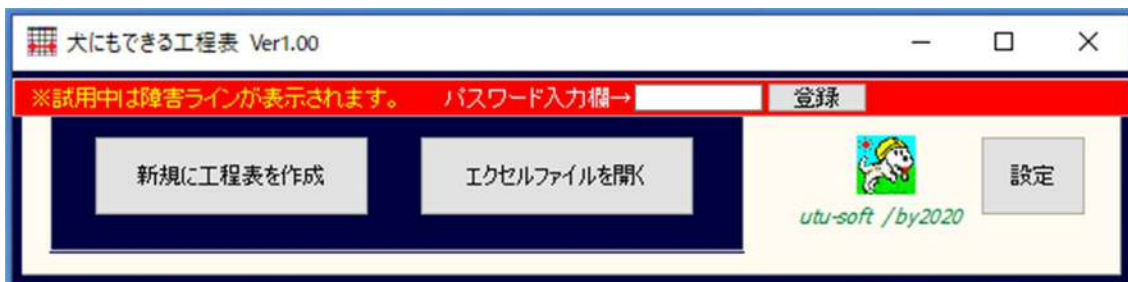 犬にもできる工程表 Ver1.00
※試用中は障害ラインが表示されます。 パスワード入力欄→ 登録
新規に工程表を作成 エクセルファイルを開く 設定
utu-soft /by2020